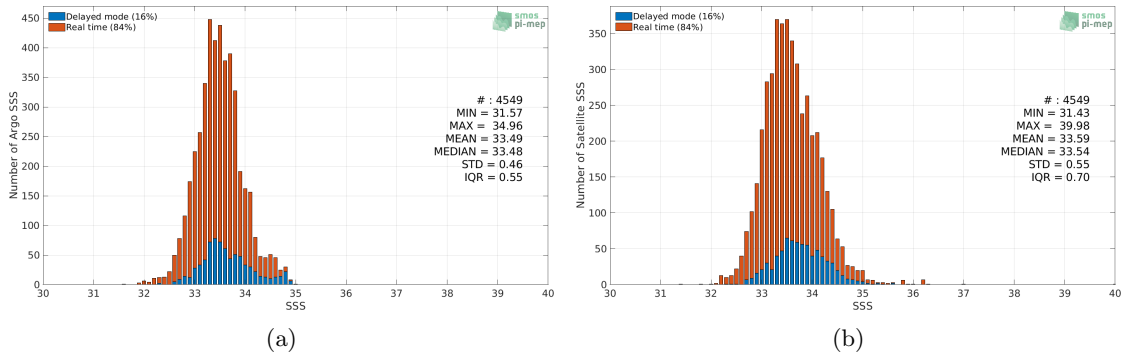 Delayed mode (16%)
Real time (84%)
smos
pi-mep
450
400
350
300
250
200
150
100
50
0
Number of Argo SSS
# : 4549
MIN = 31.57
MAX = 34.96
MEAN = 33.49
MEDIAN = 33.48
STD = 0.46
IQR = 0.55
30 31 32 33 34 35 36 37 38 39 40
SSS
(a)
Delayed mode (16%)
Real time (84%)
smos
pi-mep
350
300
250
200
150
100
50
0
Number of Satellite SSS
# : 4549
MIN = 31.43
MAX = 39.98
MEAN = 33.59
MEDIAN = 33.54
STD = 0.55
IQR = 0.70
30 31 32 33 34 35 36 37 38 39 40
SSS
(b)